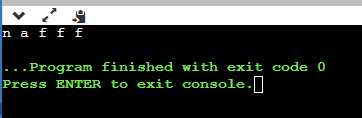 n a f f f
...Program finished with exit code 0
Press ENTER to exit console.